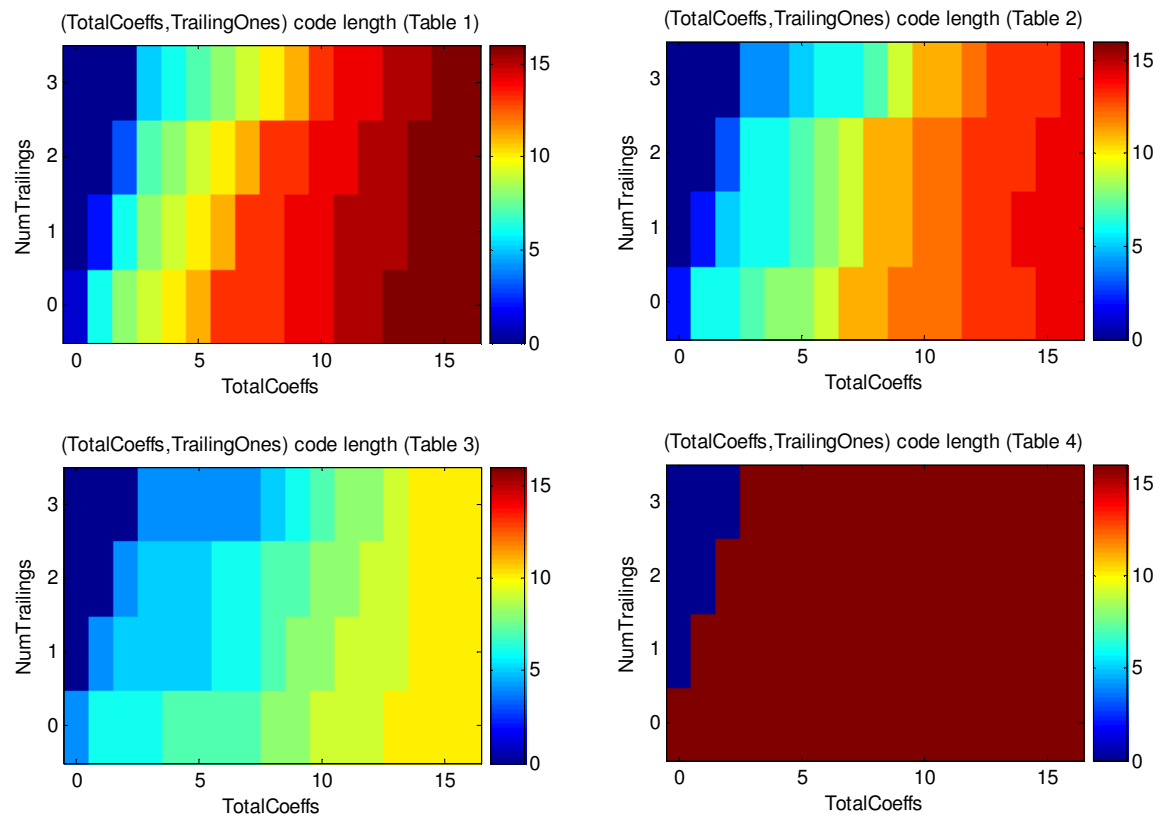 (TotalCoeffs,TrailingOnes) code length (Table 1)
NumTrailings
3
2
1
0
0 5 10 15
TotalCoeffs
15
10
5
0
(TotalCoeffs,TrailingOnes) code length (Table 2)
NumTrailings
3
2
1
0
0 5 10 15
TotalCoeffs
15
10
5
0
(TotalCoeffs,TrailingOnes) code length (Table 3)
NumTrailings
3
2
1
0
0 5 10 15
TotalCoeffs
15
10
5
0
(TotalCoeffs,TrailingOnes) code length (Table 4)
NumTrailings
3
2
1
0
0 5 10 15
TotalCoeffs
15
10
5
0